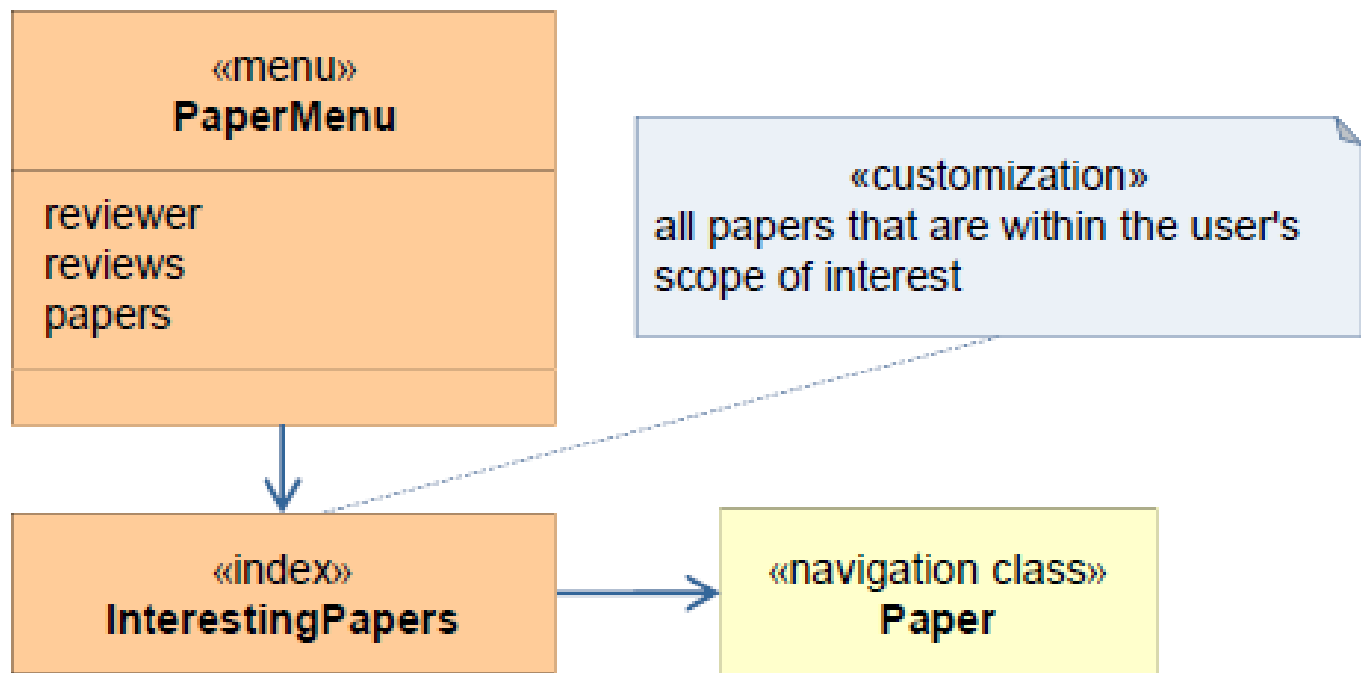 «menu»
PaperMenu
reviewer
reviews
papers
«customization»
all papers that are within the user's
scope of interest
«index»
InterestingPapers
«navigation class»
Paper